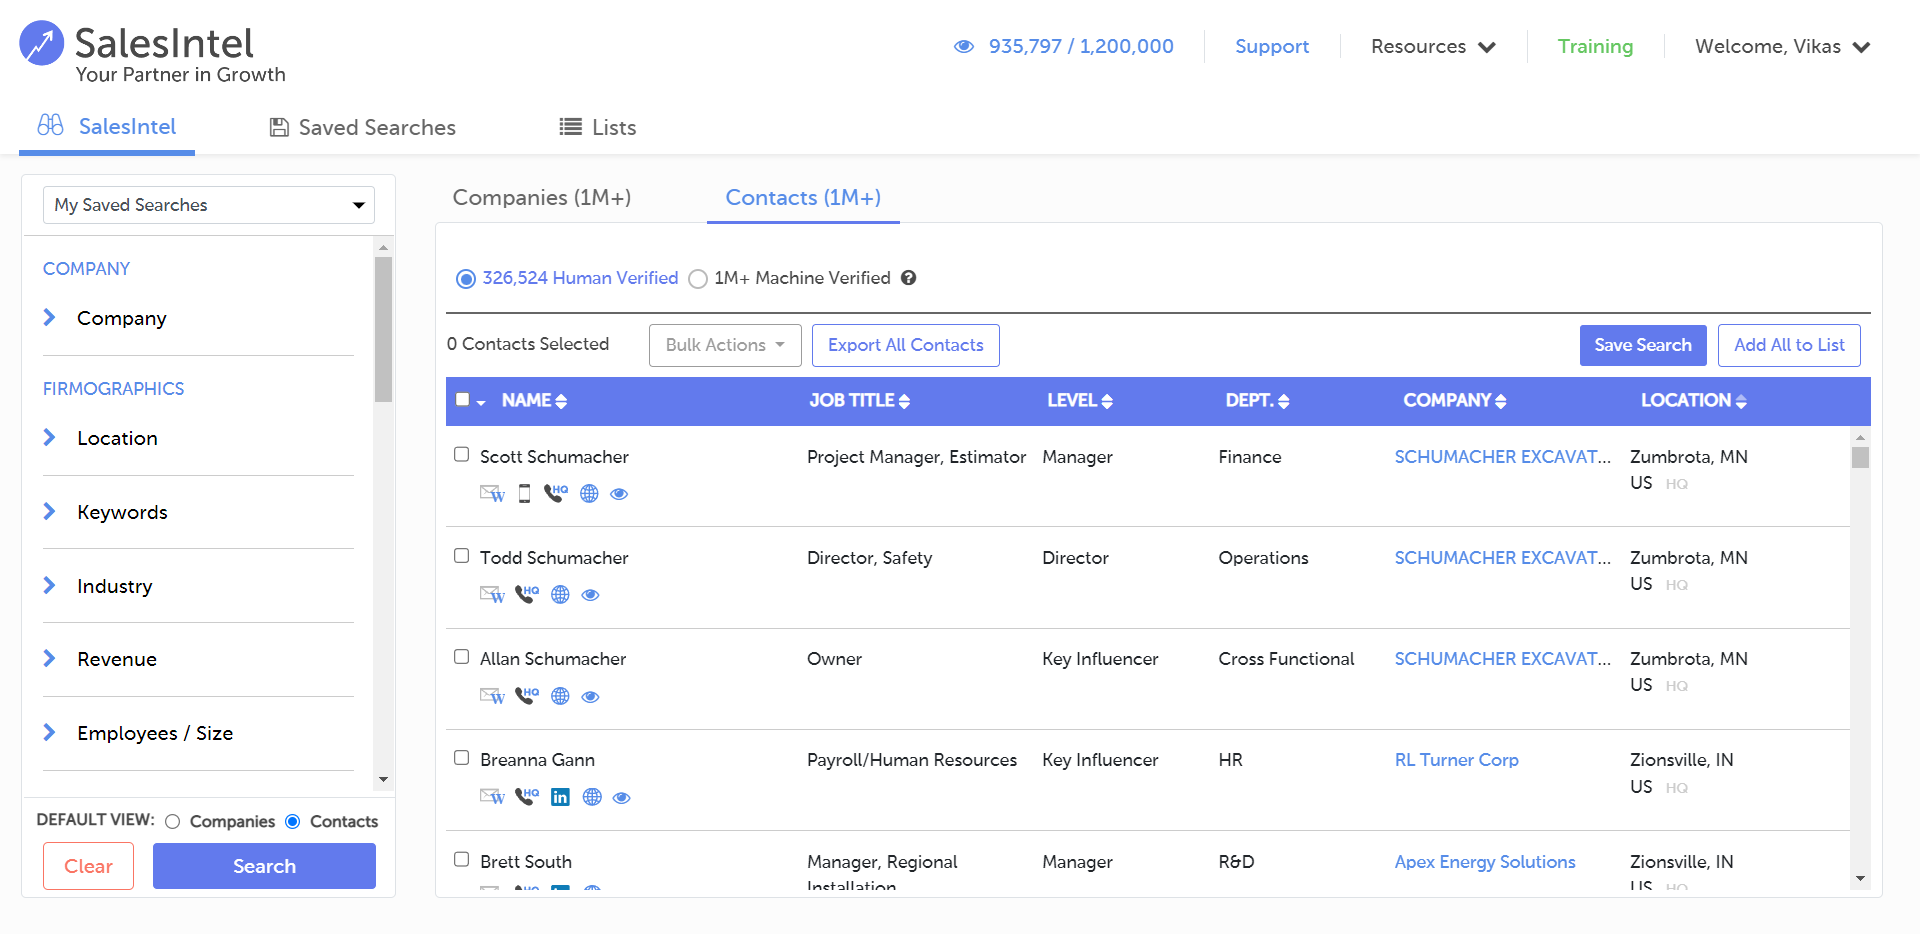 SalesIntel
Your Partner in Growth
935,797 / 1,200,000
Support
Resources
Training
Welcome, Vikas
SalesIntel
Saved Searches
Lists
My Saved Searches
COMPANY
Company
FIRMOGRAPHICS
Location
Keywords
Industry
Revenue
Employees / Size
DEFAULT VIEW: Companies Contacts
Clear
Search
Companies (1M+)
Contacts (1M+)
326,524 Human Verified 1M+ Machine Verified ?
0 Contacts Selected
Bulk Actions
Export All Contacts
Save Search
Add All to List
NAME JOB TITLE LEVEL DEPT. COMPANY LOCATION
Scott Schumacher Project Manager, Estimator Manager Finance SCHUMACHER EXCAVAT... Zumbrota, MN
US HQ
W HQ
Todd Schumacher Director, Safety Director Operations SCHUMACHER EXCAVAT... Zumbrota, MN
US HQ
W HQ
Allan Schumacher Owner Key Influencer Cross Functional SCHUMACHER EXCAVAT... Zumbrota, MN
US HQ
W HQ
Breanna Gann Payroll/Human Resources Key Influencer HR RL Turner Corp Zionsville, IN
US HQ
W HQ in
Brett South Manager, Regional Manager R&D Apex Energy Solutions Zionsville, IN
Installation US HQ